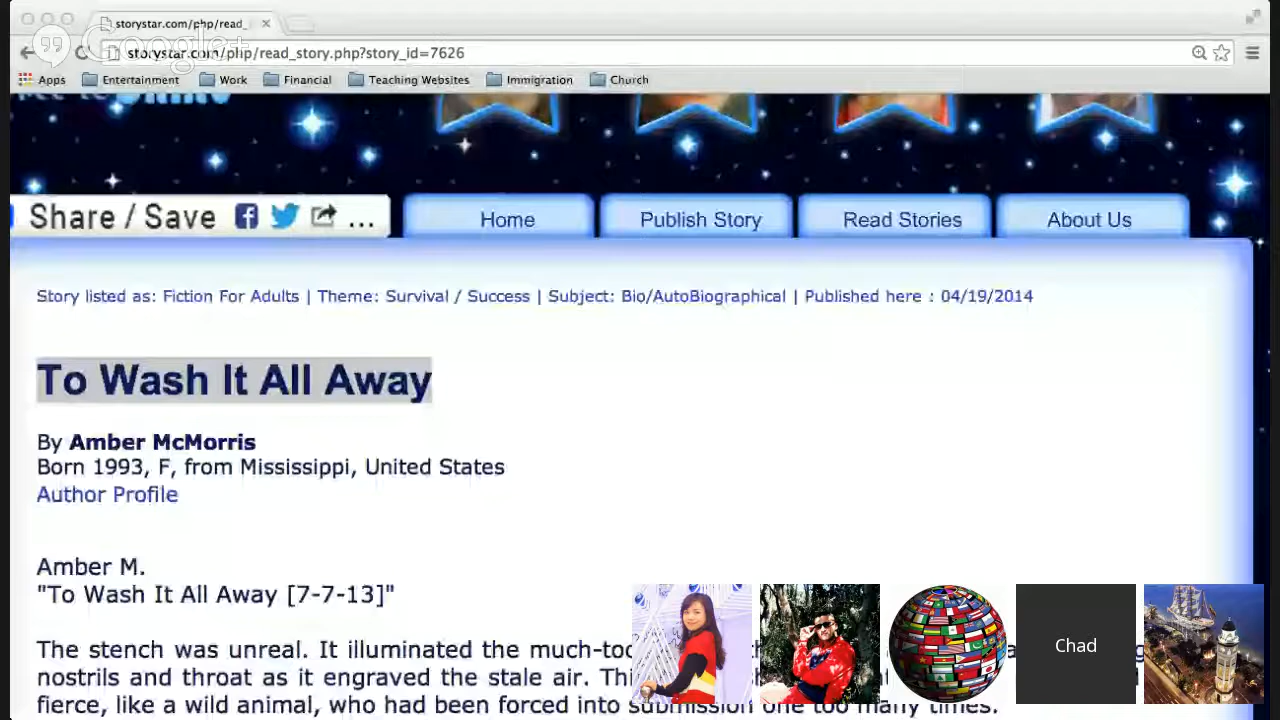 storystar.com/php/read_
Google+
storystar.com/php/read_story.php?story_id=7626
Apps Entertainment Work Financial Teaching Websites Immigration Church
Share / Save ...
Home Publish Story Read Stories About Us
Story listed as: Fiction For Adults | Theme: Survival / Success | Subject: Bio/AutoBiographical | Published here : 04/19/2014
To Wash It All Away
By Amber McMorris
Born 1993, F, from Mississippi, United States
Author Profile
Amber M.
"To Wash It All Away [7-7-13]"
The stench was unreal. It illuminated the
nostrils and throat as it engraved the stale air.
fierce, like a wild animal, who had been forced into submission one too many times.
Chad